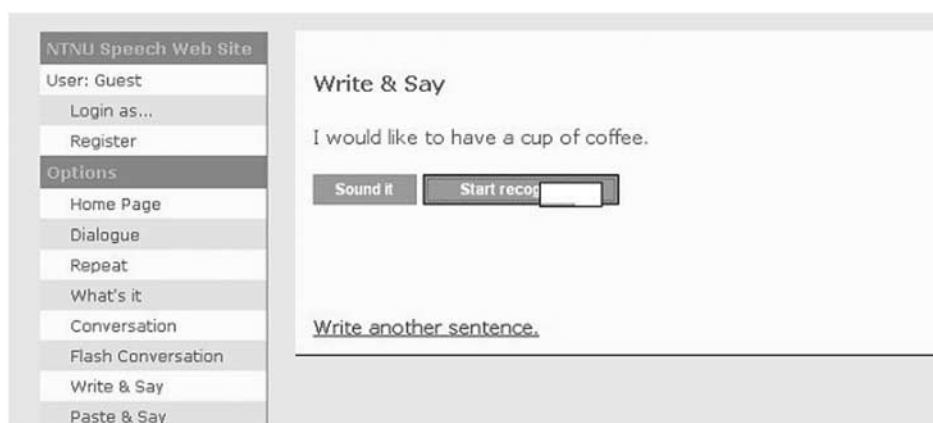 NTNU Speech Web Site
User: Guest
Login as...
Register
Options
Home Page
Dialogue
Repeat
What's it
Conversation
Flash Conversation
Write & Say
Paste & Say
Write & Say
I would like to have a cup of coffee.
Sound it
Start
Write another sentence.